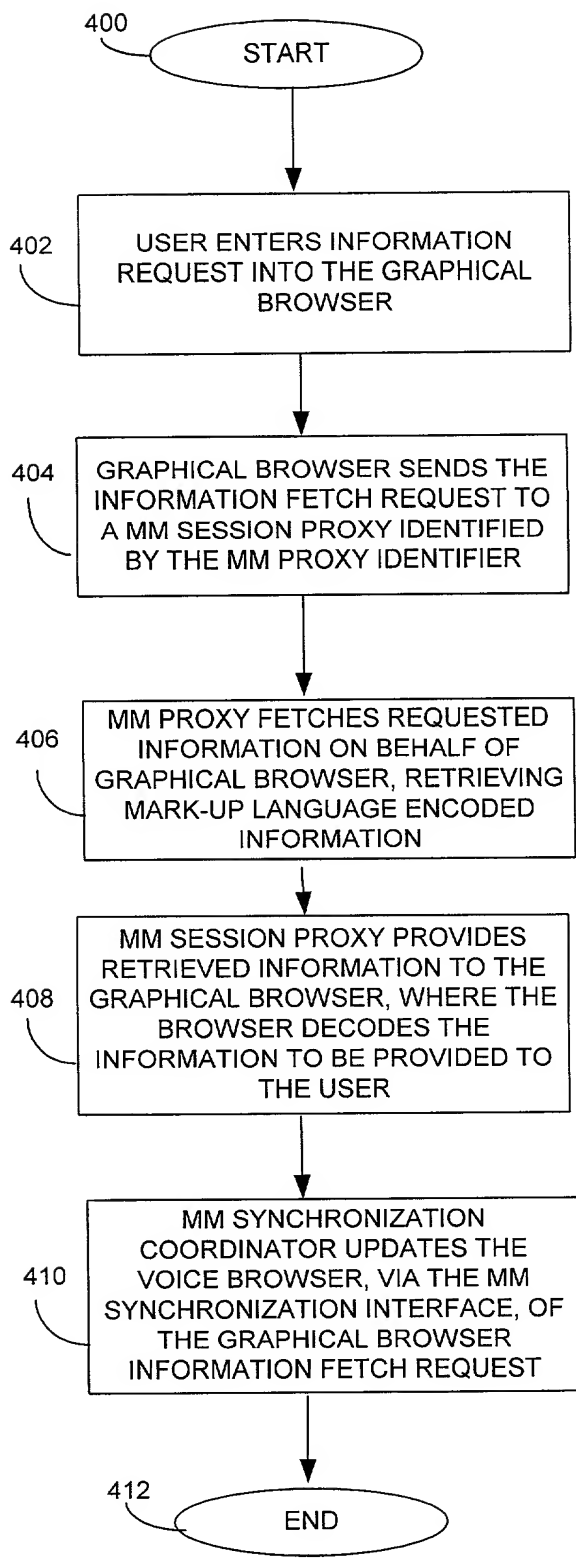 400
START
402
USER ENTERS INFORMATION
REQUEST INTO THE GRAPHICAL
BROWSER
404
GRAPHICAL BROWSER SENDS THE
INFORMATION FETCH REQUEST TO
A MM SESSION PROXY IDENTIFIED
BY THE MM PROXY IDENTIFIER
406
MM PROXY FETCHES REQUESTED
INFORMATION ON BEHALF OF
GRAPHICAL BROWSER, RETRIEVING
MARK-UP LANGUAGE ENCODED
INFORMATION
408
MM SESSION PROXY PROVIDES
RETRIEVED INFORMATION TO THE
GRAPHICAL BROWSER, WHERE THE
BROWSER DECODES THE
INFORMATION TO BE PROVIDED TO
THE USER
410
MM SYNCHRONIZATION
COORDINATOR UPDATES THE
VOICE BROWSER, VIA THE MM
SYNCHRONIZATION INTERFACE, OF
THE GRAPHICAL BROWSER
INFORMATION FETCH REQUEST
412
END